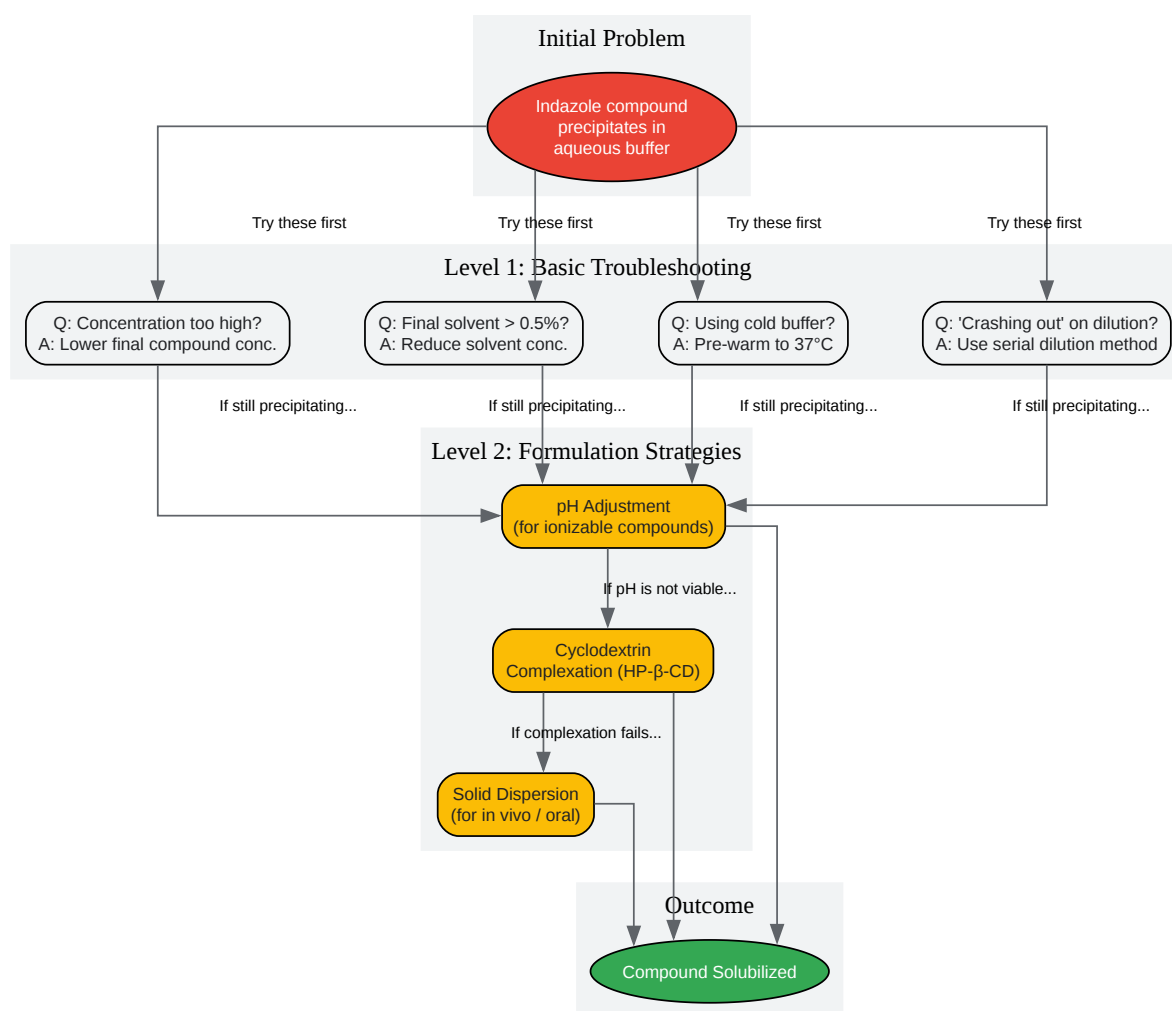 Initial Problem
Indazole compound
precipitates in
aqueous buffer
Try these first
Try these first
Try these first
Try these first
Level 1: Basic Troubleshooting
Q: Concentration too high?
A: Lower final compound conc.
Q: Final solvent > 0.5%?
A: Reduce solvent conc.
Q: Using cold buffer?
A: Pre-warm to 37°C
Q: 'Crashing out' on dilution?
A: Use serial dilution method
If still precipitating...
If still precipitating...
If still precipitating...
If still precipitating...
Level 2: Formulation Strategies
pH Adjustment
(for ionizable compounds)
If pH is not viable...
Cyclodextrin
Complexation (HP-β-CD)
If complexation fails...
Solid Dispersion
(for in vivo / oral)
Outcome
Compound Solubilized